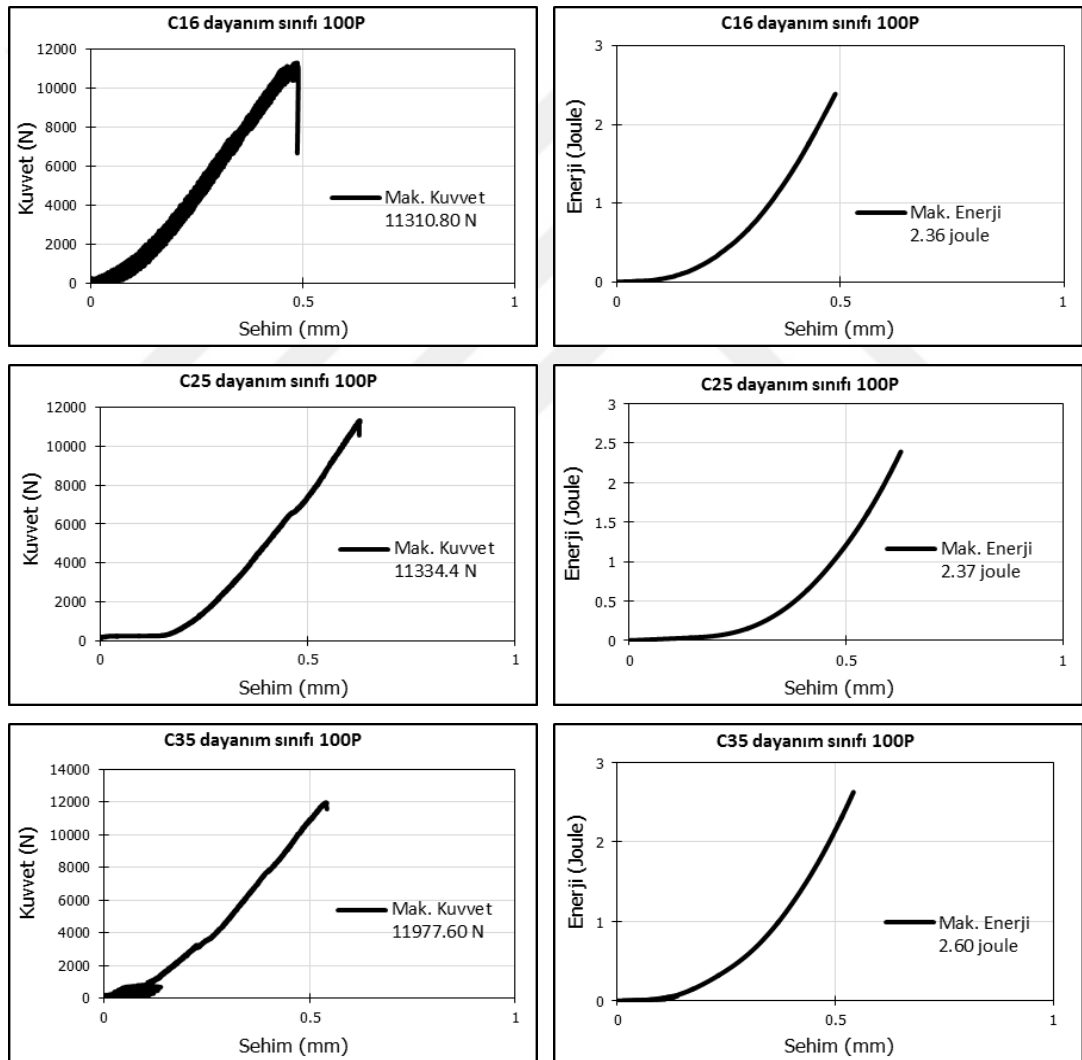 C16 dayanım sınıfı 100P
12000
10000
8000
6000
4000
2000
0
Kuvvet (N)
Mak. Kuvvet
11310.80 N
0
0.5
1
Sehim (mm)
C16 dayanım sınıfı 100P
3
2
1
0
Enerji (Joule)
Mak. Enerji
2.36 joule
0
0.5
1
Sehim (mm)
C25 dayanım sınıfı 100P
12000
10000
8000
6000
4000
2000
0
Kuvvet (N)
Mak. Kuvvet
11334.4 N
0
0.5
1
Sehim (mm)
C25 dayanım sınıfı 100P
3
2.5
2
1.5
1
0.5
0
Enerji (Joule)
Mak. Enerji
2.37 joule
0
0.5
1
Sehim (mm)
C35 dayanım sınıfı 100P
14000
12000
10000
8000
6000
4000
2000
0
Kuvvet (N)
Mak. Kuvvet
11977.60 N
0
0.5
1
Sehim (mm)
C35 dayanım sınıfı 100P
3
2
1
0
Enerji (Joule)
Mak. Enerji
2.60 joule
0
0.5
1
Sehim (mm)